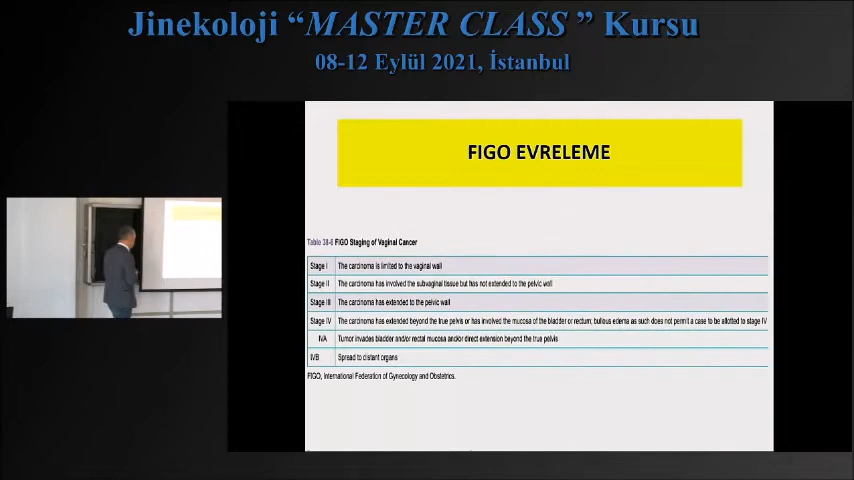 Jinekoloji “MASTER CLASS ” Kursu
08-12 Eylül 2021, İstanbul
FIGO EVRELEME
Table 38-6 FIGO Staging of Vaginal Cancer
Stage I The carcinoma is limited to the vaginal wall
Stage II The carcinoma has involved the subvaginal tissue but has not extended to the pelvic wall
Stage III The carcinoma has extended to the pelvic wall
Stage IV The carcinoma has extended beyond the true pelvis or has involved the mucosa of the bladder or rectum; bullous edema as such does not permit a case to be allotted to stage IV
IVA Tumor invades bladder and/or rectal mucosa and/or direct extension beyond the true pelvis
IVB Spread to distant organs
FIGO, International Federation of Gynecology and Obstetrics.